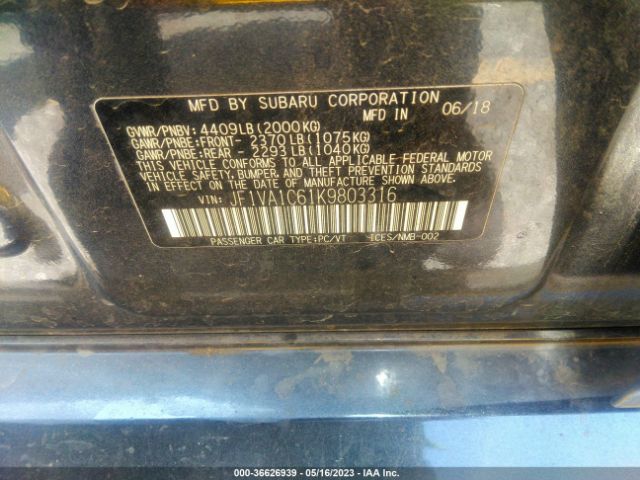 MFD BY SUBARU CORPORATION
MFD IN 06/18
GVWR/PNBV: 4409LB(2000KG)
GAWR/PNBE:FRONT- 2370LB(1075KG)
GAWR/PNBE:REAR - 2293LB(1040KG)
THIS VEHICLE CONFORMS TO ALL APPLICABLE FEDERAL MOTOR
VEHICLE SAFETY, BUMPER, AND THEFT PREVENTION STANDARDS
IN EFFECT ON THE DATE OF MANUFACTURE SHOWN ABOVE.
VIN: JF1VA1C61K9803316
PASSENGER CAR TYPE:PC/VT ICES/NMB-002
000-36626939 - 05/16/2023 - IAA Inc.